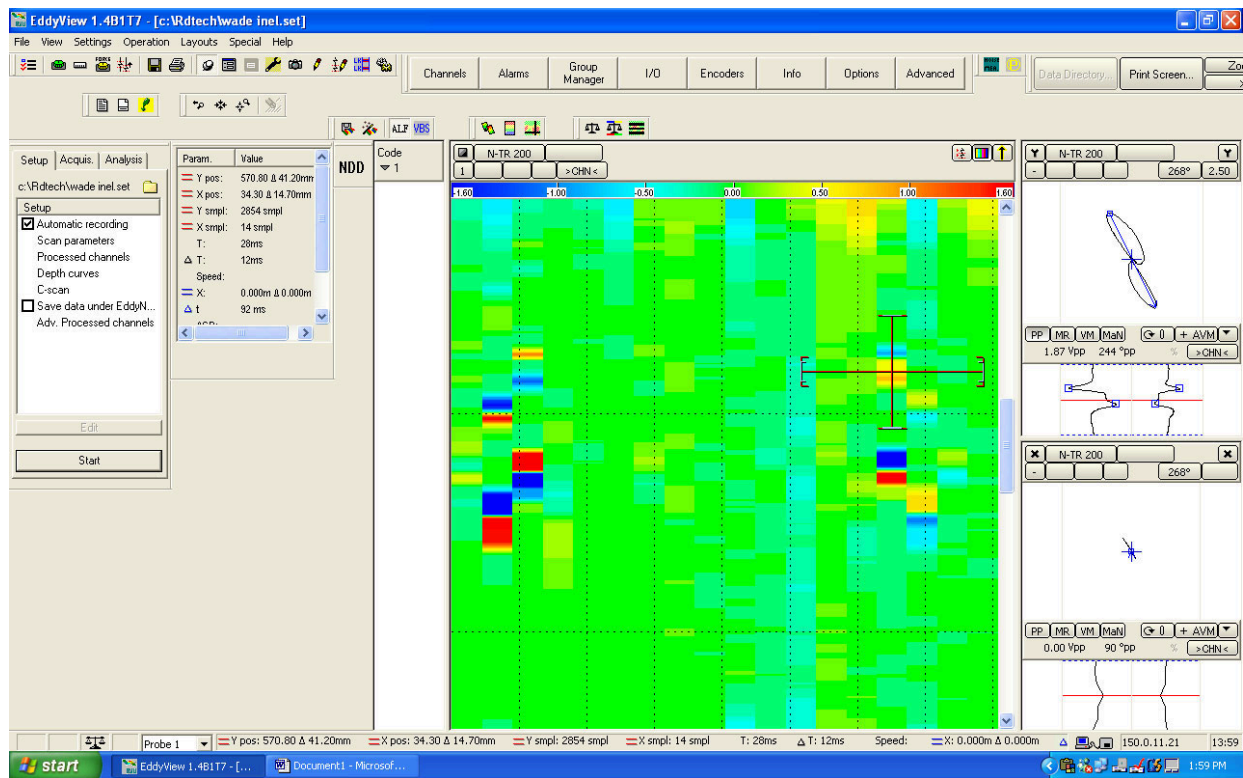 EddyView 1.4B1T7 - [c:\Rdtech\wade inel.set]
File View Settings Operation Layouts Special Help
Channels Alarms Group Manager I/O Encoders Info Options Advanced Data Directory... Print Screen...
ALF VBS
Setup Acquis. Analysis
c:\Rdtech\wade inel.set
Setup
Automatic recording
Scan parameters
Processed channels
Depth curves
C-scan
Save data under EddyN...
Adv. Processed channels
Edit
Start
Param. Value
Y pos: 570.80 Δ 41.20mm
X pos: 34.30 Δ 14.70mm
Y smpl: 2854 smpl
X smpl: 14 smpl
T: 28ms
Δ T: 12ms
Speed:
X: 0.000m Δ 0.000m
Δ t 92 ms
NDD
Code
1
N-TR 200
1 >CHN<
-1.60 -1.00 -0.50 0.00 0.50 1.00 1.60
Y N-TR 200 Y
- 268° 2.50
PP MR VM MaN 0 + AVM
1.87 Vpp 244 °pp % >CHN<
X N-TR 200 X
- 268°
PP MR VM MaN 0 + AVM
0.00 Vpp 90 °pp % >CHN<
Probe 1 Y pos: 570.80 Δ 41.20mm X pos: 34.30 Δ 14.70mm Y smpl: 2854 smpl X smpl: 14 smpl T: 28ms Δ T: 12ms Speed: X: 0.000m Δ 0.000m 150.0.11.21 13:59
start EddyView 1.4B1T7 - [... Document1 - Microsof... 1:59 PM